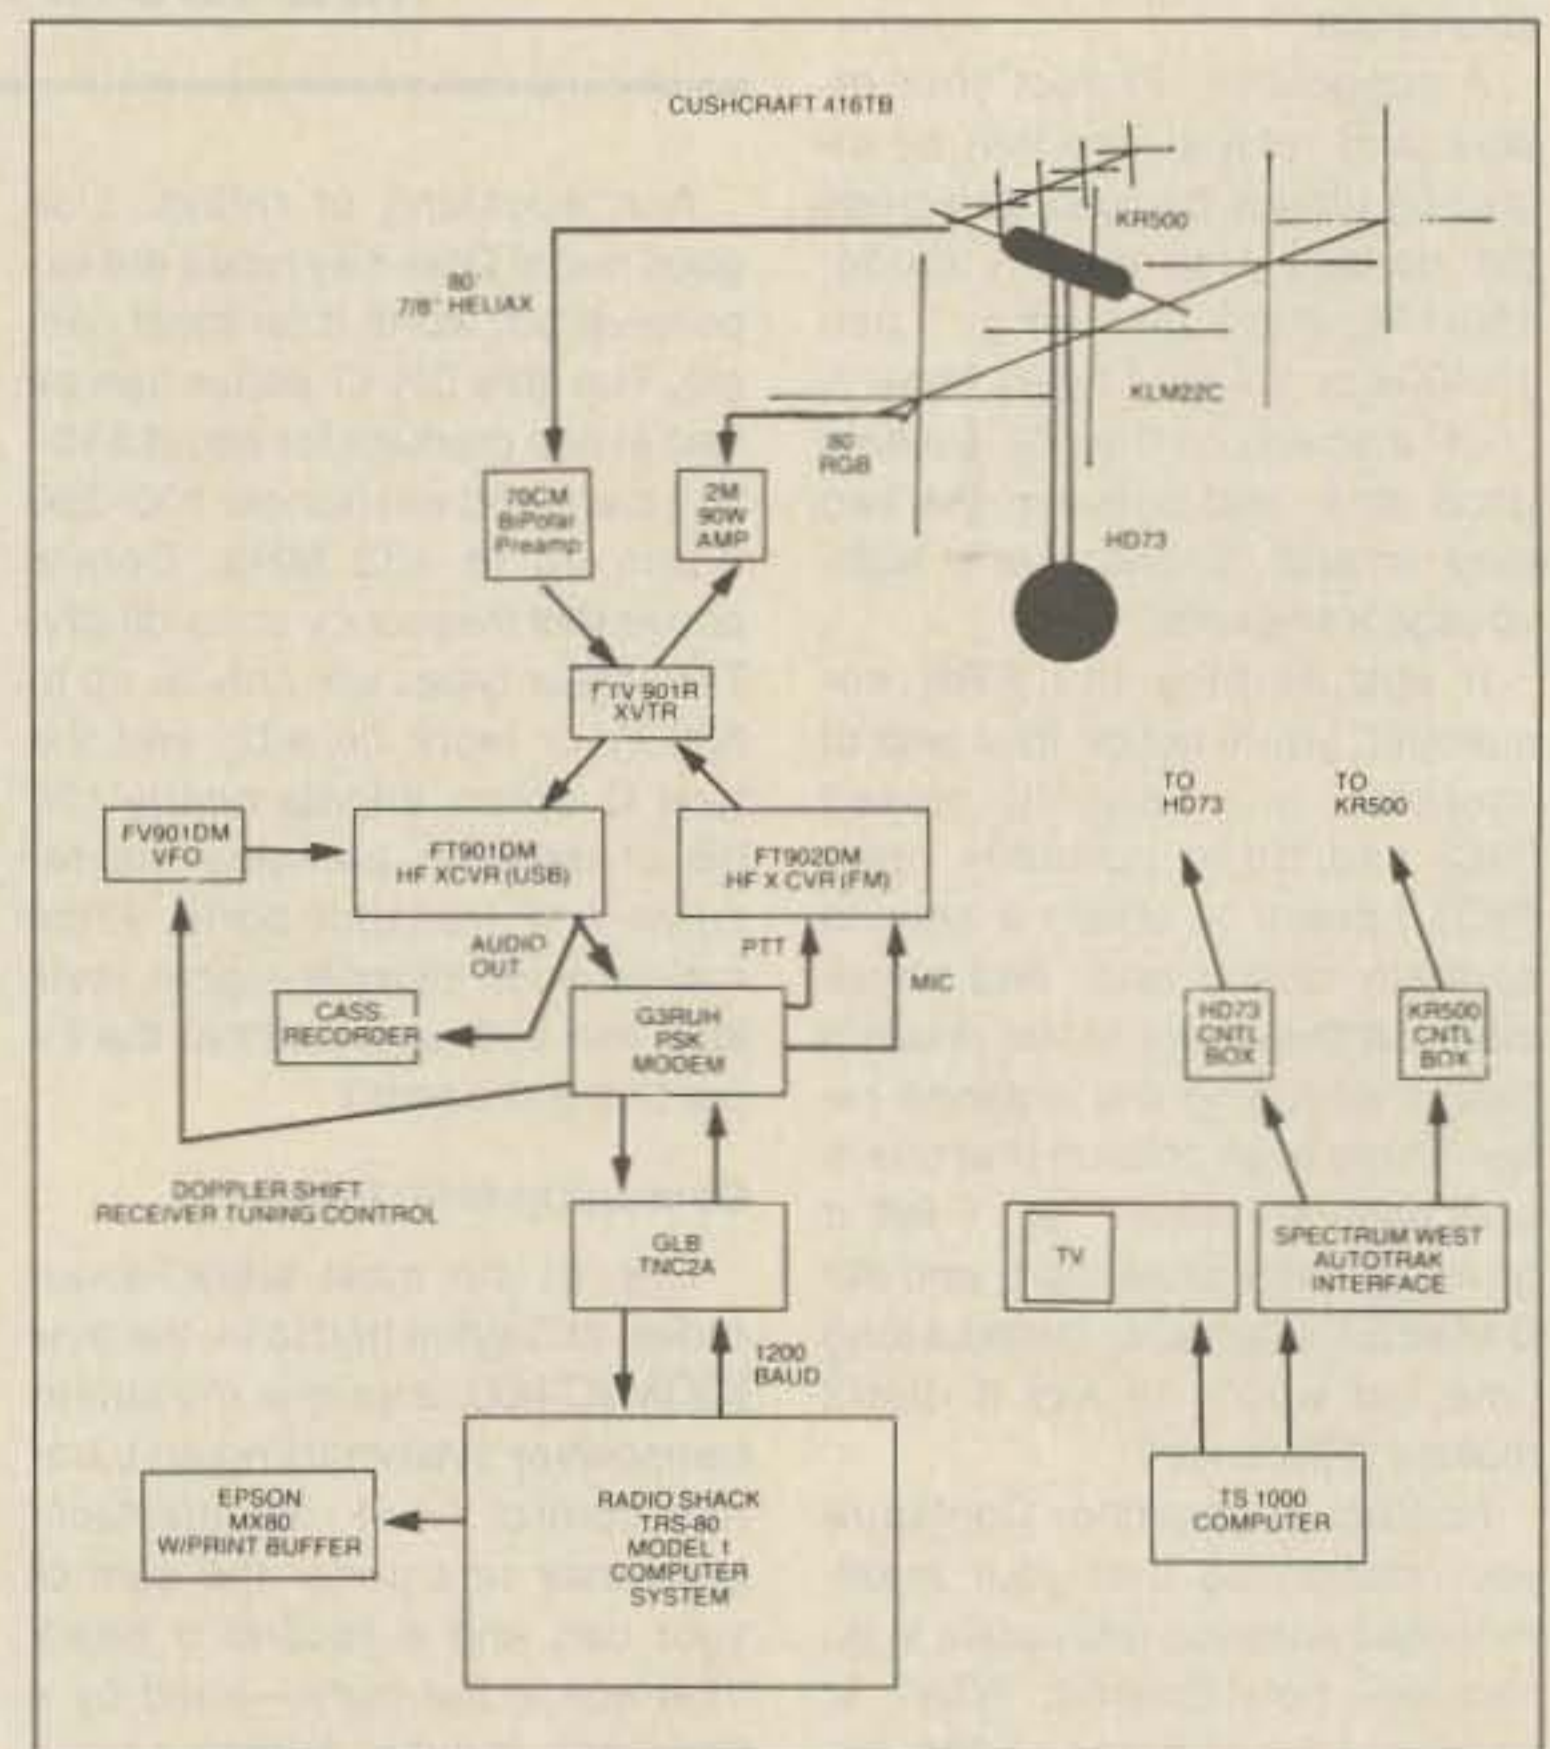 CUSHCRAFT 416TB
KR500
80'
7/8" HELIAX
KLM22C
80'
RG8
70CM
BiPolar
Preamp
2M
90W
AMP
HD73
FTV 901R
XVTR
TO
HD73
TO
KR500
FV901DM
VFO
FT901DM
HF XCVR (USB)
FT902DM
HF X CVR (FM)
AUDIO
OUT
PTT
MIC
CASS.
RECORDER
G3RUH
PSK
MODEM
HD73
CNTL
BOX
KR500
CNTL
BOX
DOPPLER SHIFT
RECEIVER TUNING CONTROL
GLB
TNC2A
TV
SPECTRUM WEST
AUTOTRAK
INTERFACE
1200
BAUD
EPSON
MX80
W/PRINT BUFFER
RADIO SHACK
TRS-80
MODEL 1
COMPUTER
SYSTEM
TS 1000
COMPUTER